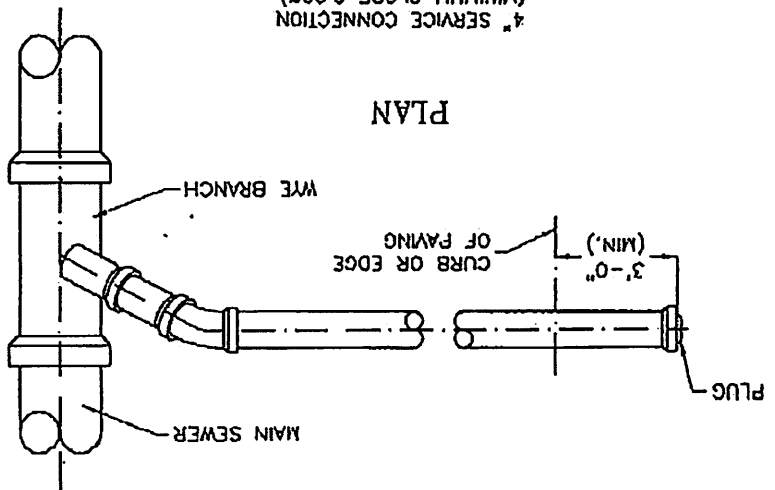 PLUG
MAIN SEWER
3'-0"
(MIN.)
CURB OR EDGE
OF PAVING
WYE BRANCH
PLAN
4" SERVICE CONNECTION